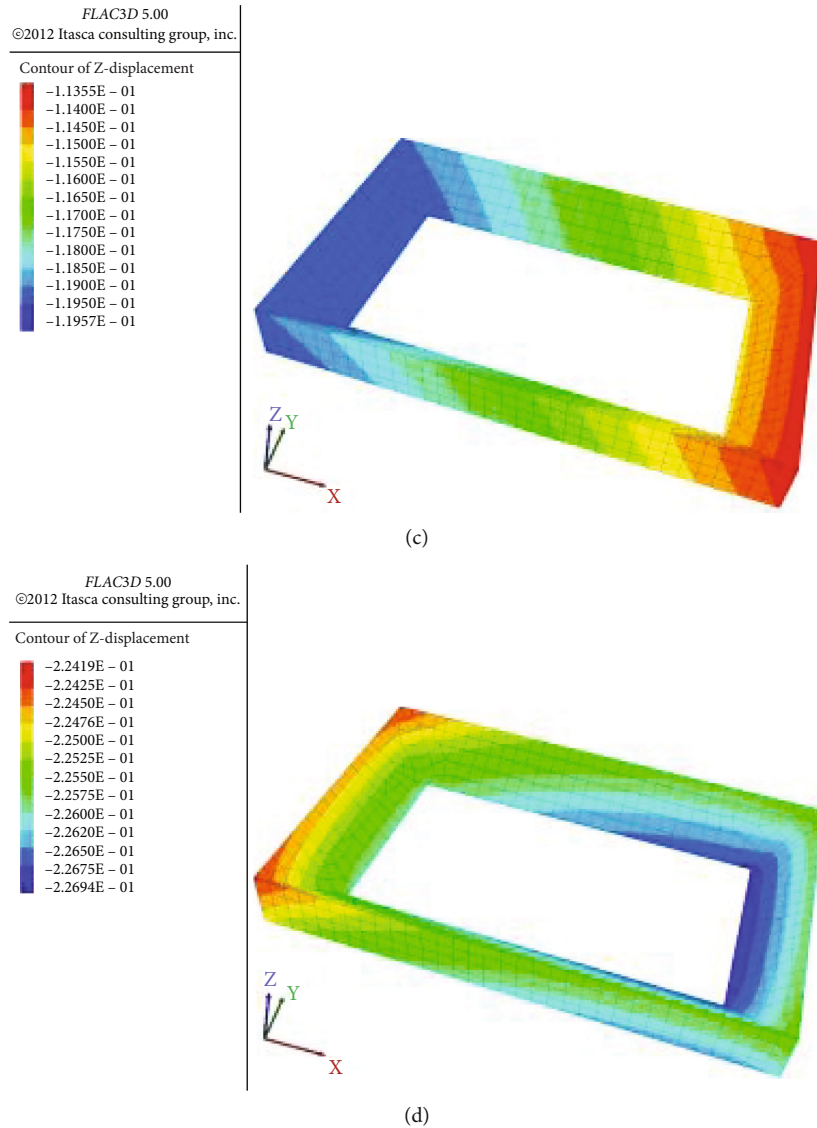 FLAC3D 5.00
©2012 Itasca consulting group, inc.
Contour of Z-displacement
–1.1355E – 01
–1.1400E – 01
–1.1450E – 01
–1.1500E – 01
–1.1550E – 01
–1.1600E – 01
–1.1650E – 01
–1.1700E – 01
–1.1750E – 01
–1.1800E – 01
–1.1850E – 01
–1.1900E – 01
–1.1950E – 01
–1.1957E – 01
Z
Y
X
(c)
FLAC3D 5.00
©2012 Itasca consulting group, inc.
Contour of Z-displacement
–2.2419E – 01
–2.2425E – 01
–2.2450E – 01
–2.2476E – 01
–2.2500E – 01
–2.2525E – 01
–2.2550E – 01
–2.2575E – 01
–2.2600E – 01
–2.2620E – 01
–2.2650E – 01
–2.2675E – 01
–2.2694E – 01
Z
Y
X
(d)